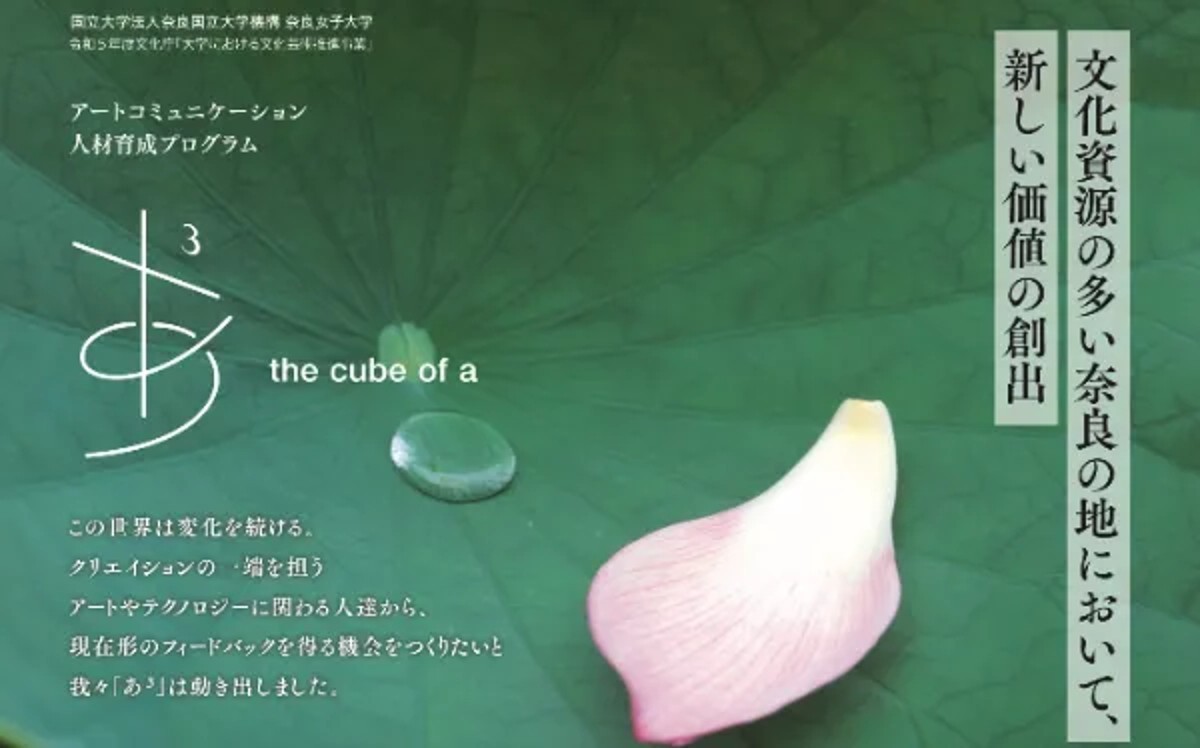 国立大学法人奈良国立大学機構 奈良女子大学
令和5年度文化庁「大学における文化芸術推進事業」
アートコミュニケーション
人材育成プログラム
あ3
the cube of a
この世界は変化を続ける。
クリエイションの一端を担う
アートやテクノロジーに関わる人達から、
現在形のフィードバックを得る機会をつくりたいと
我々「あ3」は動き出しました。
文化資源の多い奈良の地において、
新しい価値の創出